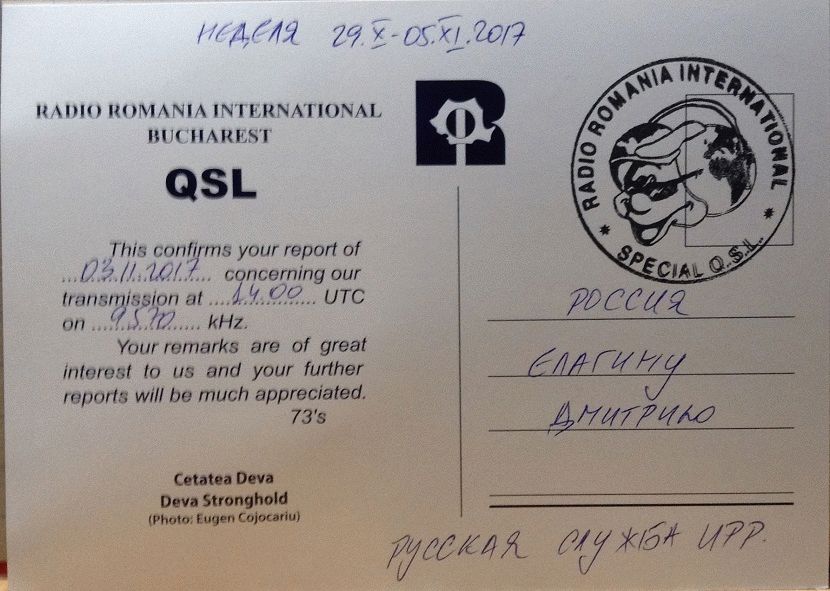 НЕДЕЛЯ 29.X-05.XI.2017
RADIO ROMANIA INTERNATIONAL
BUCHAREST
QSL
This confirms your report of
...03.11.2017... concerning our
transmission at ...14.00... UTC
on ...9570... kHz.
Your remarks are of great
interest to us and your further
reports will be much appreciated.
73's
Cetatea Deva
Deva Stronghold
(Photo: Eugen Cojocariu)
R
RADIO ROMANIA INTERNATIONAL
* SPECIAL Q.S.L. *
РОССИЯ
ЕЛАГИНУ
ДМИТРИЮ
РУССКАЯ СЛУЖБА ИРР.